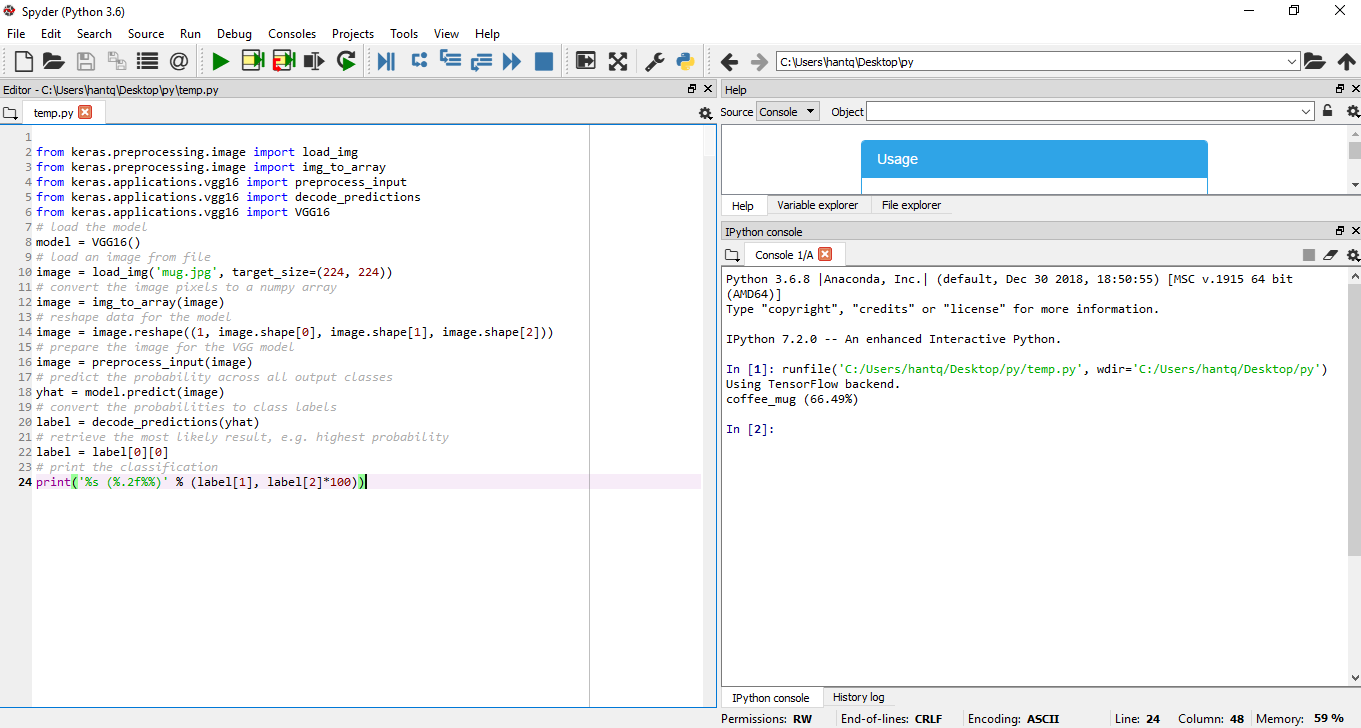 Spyder (Python 3.6)
File Edit Search Source Run Debug Consoles Projects Tools View Help
C:\Users\hantq\Desktop\py
Editor - C:\Users\hantq\Desktop\py\temp.py
temp.py
1
2 from keras.preprocessing.image import load_img
3 from keras.preprocessing.image import img_to_array
4 from keras.applications.vgg16 import preprocess_input
5 from keras.applications.vgg16 import decode_predictions
6 from keras.applications.vgg16 import VGG16
7 # load the model
8 model = VGG16()
9 # load an image from file
10 image = load_img('mug.jpg', target_size=(224, 224))
11 # convert the image pixels to a numpy array
12 image = img_to_array(image)
13 # reshape data for the model
14 image = image.reshape((1, image.shape[0], image.shape[1], image.shape[2]))
15 # prepare the image for the VGG model
16 image = preprocess_input(image)
17 # predict the probability across all output classes
18 yhat = model.predict(image)
19 # convert the probabilities to class labels
20 label = decode_predictions(yhat)
21 # retrieve the most likely result, e.g. highest probability
22 label = label[0][0]
23 # print the classification
24 print('%s (%.2f%%)' % (label[1], label[2]*100))
Help
Source Console Object
Usage
Help Variable explorer File explorer
IPython console
Console 1/A
Python 3.6.8 |Anaconda, Inc.| (default, Dec 30 2018, 18:50:55) [MSC v.1915 64 bit
(AMD64)]
Type "copyright", "credits" or "license" for more information.
IPython 7.2.0 -- An enhanced Interactive Python.
In [1]: runfile('C:/Users/hantq/Desktop/py/temp.py', wdir='C:/Users/hantq/Desktop/py')
Using TensorFlow backend.
coffee_mug (66.49%)
In [2]:
IPython console History log
Permissions: RW End-of-lines: CRLF Encoding: ASCII Line: 24 Column: 48 Memory: 59 %